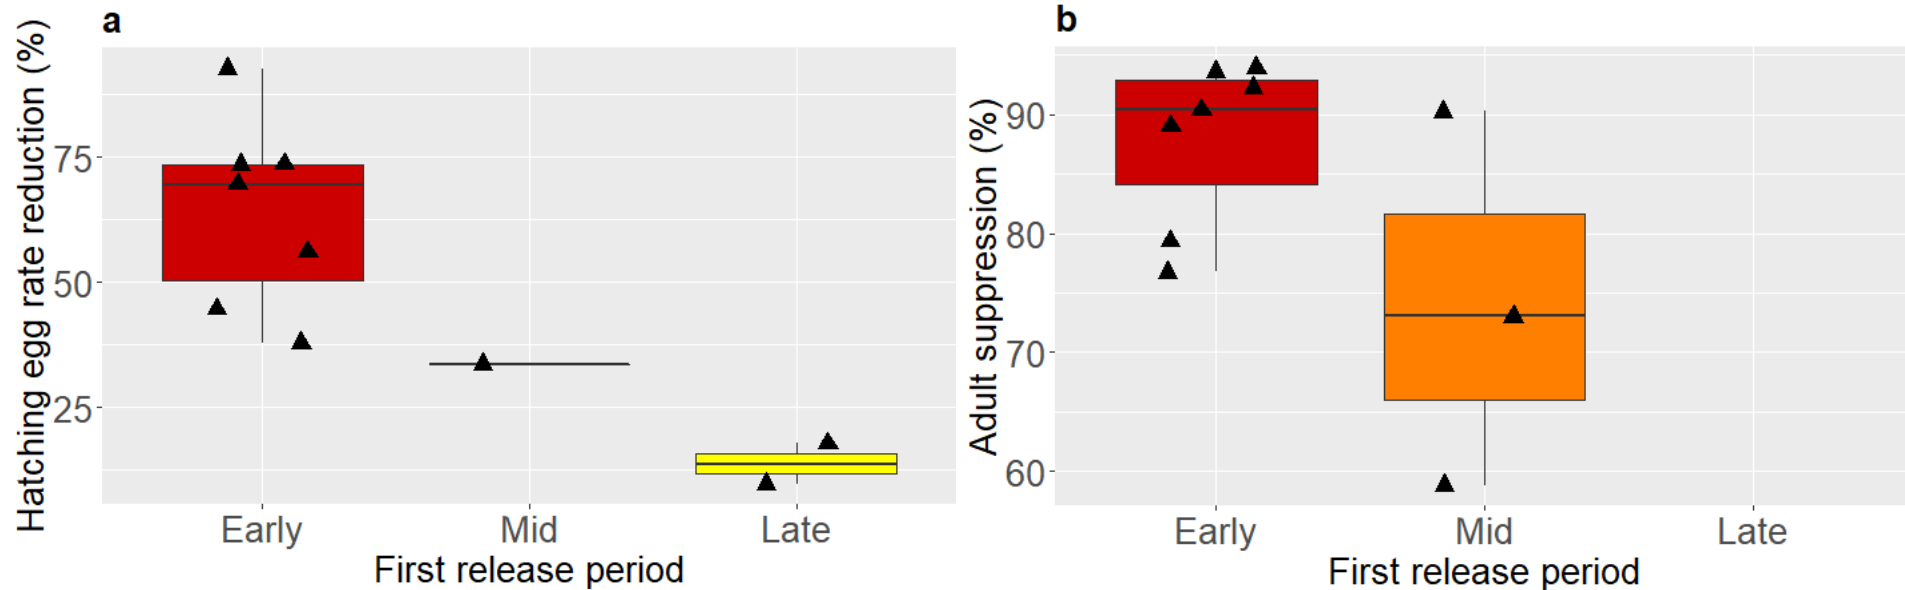 a
Hatching egg rate reduction (%)
75
50
25
Early Mid Late
First release period
b
Adult suppression (%)
90
80
70
60
Early Mid Late
First release period